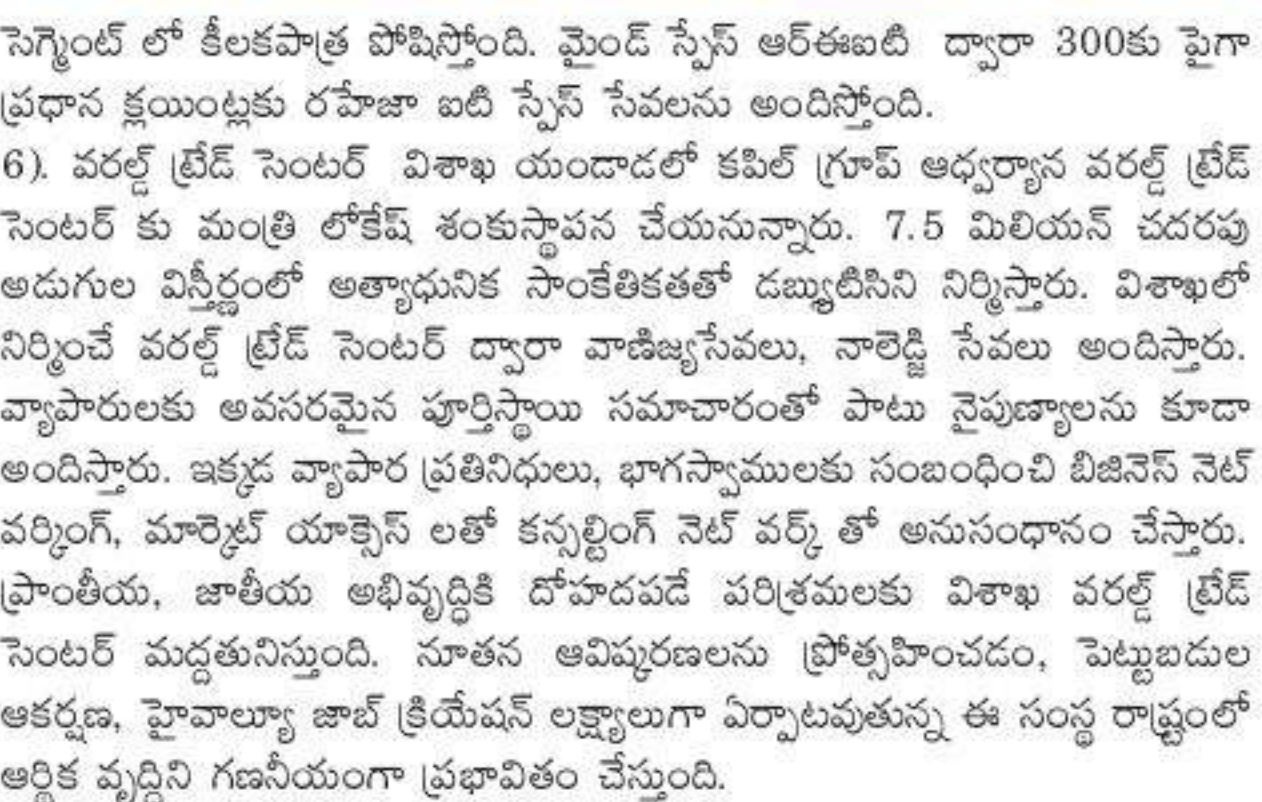 సెగ్మెంట్ లో కీలకపాత్ర పోషిస్తోంది. మైండ్ స్పేస్ ఆర్ఈఐటి ద్వారా 300కు పైగా
ప్రధాన క్లయింట్లకు రహేజా ఐటి స్పేస్ సేవలను అందిస్తోంది.
6). వరల్డ్ ట్రేడ్ సెంటర్ విశాఖ యండాడలో కపిల్ గ్రూప్ ఆధ్వర్యాన వరల్డ్ ట్రేడ్
సెంటర్ కు మంత్రి లోకేష్ శంకుస్థాపన చేయనున్నారు. 7.5 మిలియన్ చదరపు
అడుగుల విస్తీర్ణంలో అత్యాధునిక సాంకేతికతతో డబ్ల్యుటిసిని నిర్మిస్తారు. విశాఖలో
నిర్మించే వరల్డ్ ట్రేడ్ సెంటర్ ద్వారా వాణిజ్యసేవలు, నాలెడ్జి సేవలు అందిస్తారు.
వ్యాపారులకు అవసరమైన పూర్తిస్థాయి సమాచారంతో పాటు నైపుణ్యాలను కూడా
అందిస్తారు. ఇక్కడ వ్యాపార ప్రతినిధులు, భాగస్వాములకు సంబంధించి బిజినెస్ నెట్
వర్కింగ్, మార్కెట్ యాక్సెస్ లతో కన్సల్టింగ్ నెట్ వర్క్ తో అనుసంధానం చేస్తారు.
ప్రాంతీయ, జాతీయ అభివృద్ధికి దోహదపడే పరిశ్రమలకు విశాఖ వరల్డ్ ట్రేడ్
సెంటర్ మద్దతునిస్తుంది. నూతన ఆవిష్కరణలను ప్రోత్సహించడం, పెట్టుబడుల
ఆకర్షణ, హైవాల్యూ జాబ్ క్రియేషన్ లక్ష్యాలుగా ఏర్పాటవుతున్న ఈ సంస్థ రాష్ట్రంలో
ఆర్థిక వృద్ధిని గణనీయంగా ప్రభావితం చేస్తుంది.